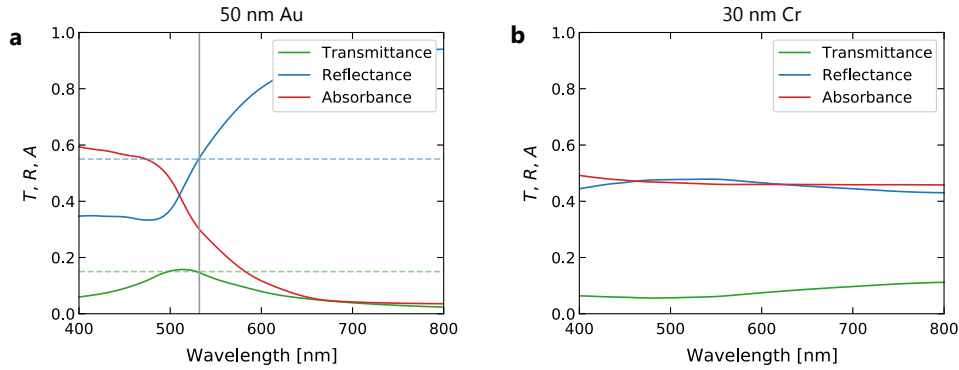 50 nm Au
a
1.0
0.8
0.6
0.4
0.2
0.0
T, R, A
Transmittance
Reflectance
Absorbance
400 500 600 700 800
Wavelength [nm]
30 nm Cr
b
1.0
0.8
0.6
0.4
0.2
0.0
T, R, A
Transmittance
Reflectance
Absorbance
400 500 600 700 800
Wavelength [nm]